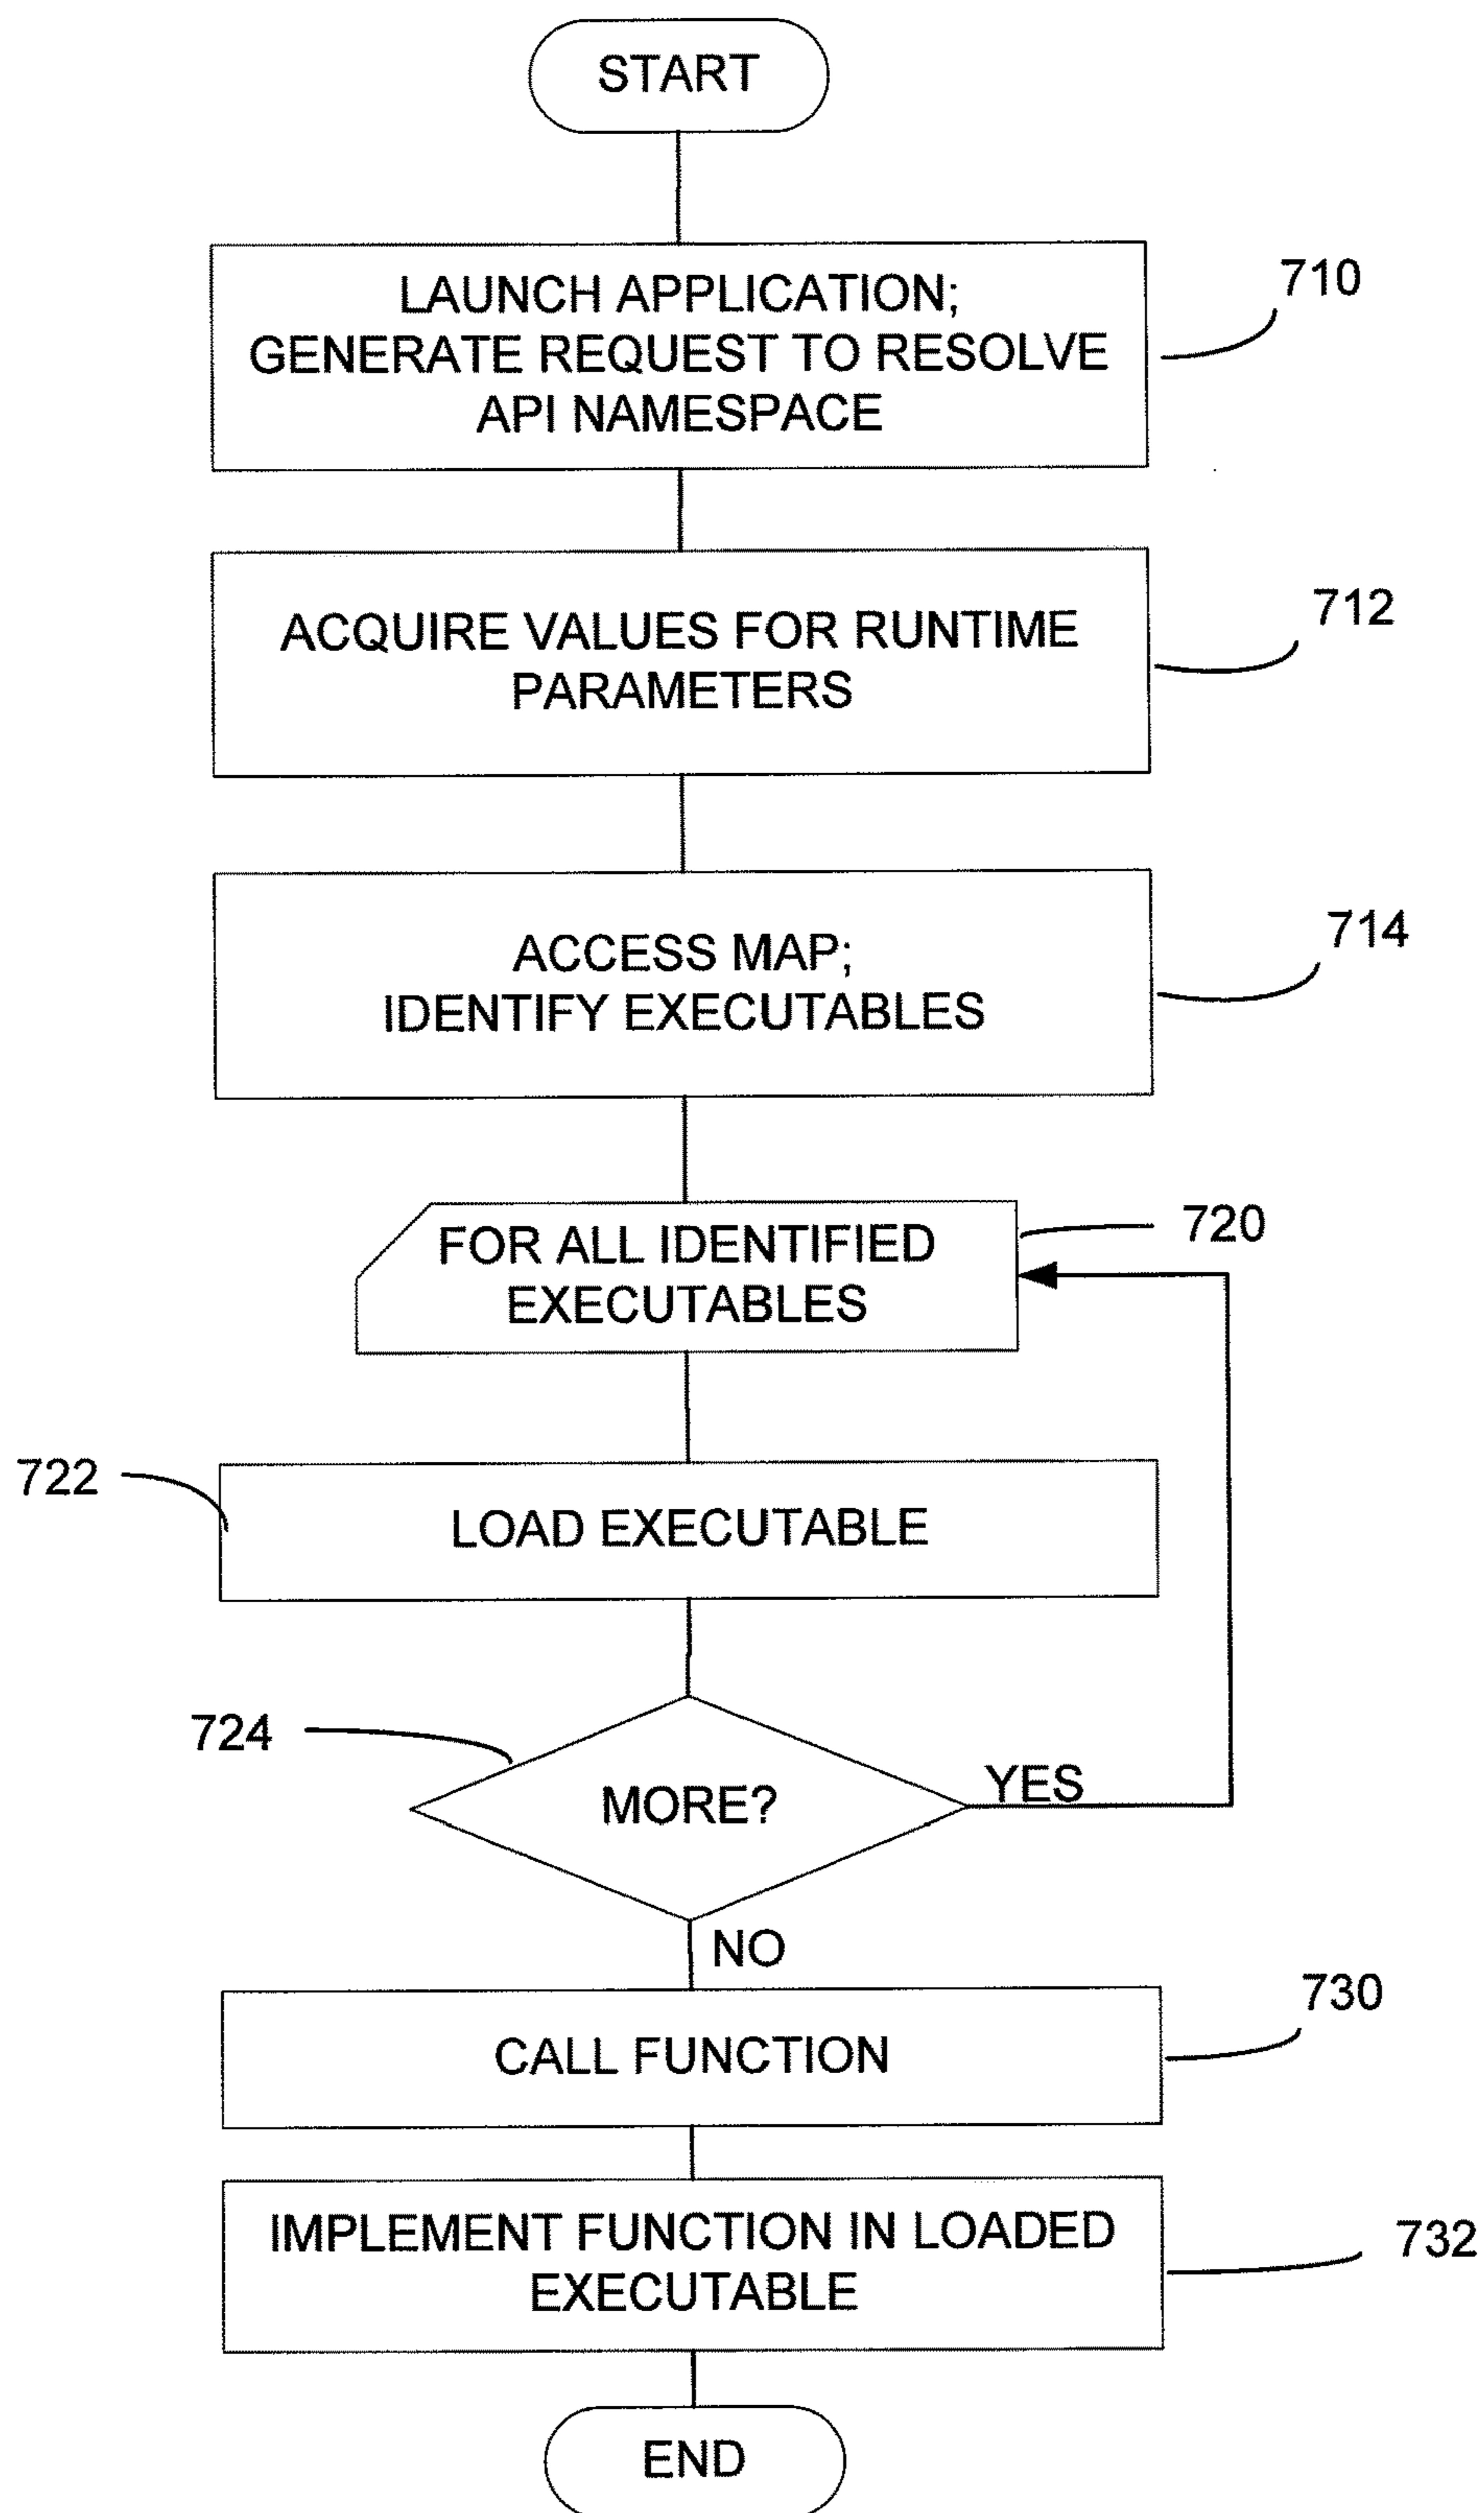 START
LAUNCH APPLICATION;
GENERATE REQUEST TO RESOLVE
API NAMESPACE
710
ACQUIRE VALUES FOR RUNTIME
PARAMETERS
712
ACCESS MAP;
IDENTIFY EXECUTABLES
714
FOR ALL IDENTIFIED
EXECUTABLES
720
722
LOAD EXECUTABLE
724
MORE?
YES
NO
CALL FUNCTION
730
IMPLEMENT FUNCTION IN LOADED
EXECUTABLE
732
END